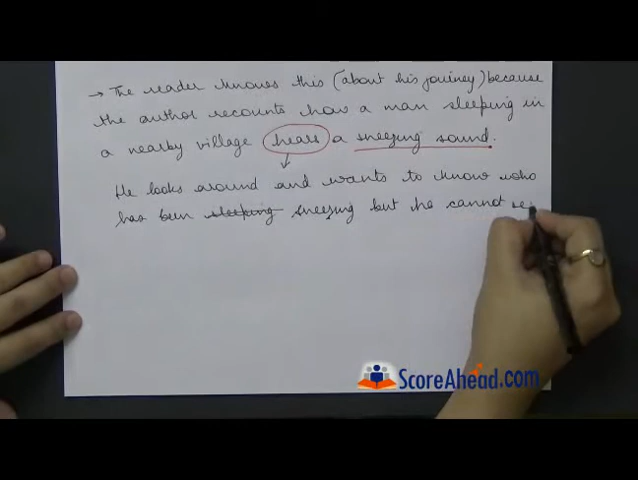 → The reader knows this (about his journey) because
the author recounts how a man sleeping in
a nearby village hears a sneezing sound.
He looks around and wants to know who
has been sleeping sneezing but he cannot se
ScoreAhead.com